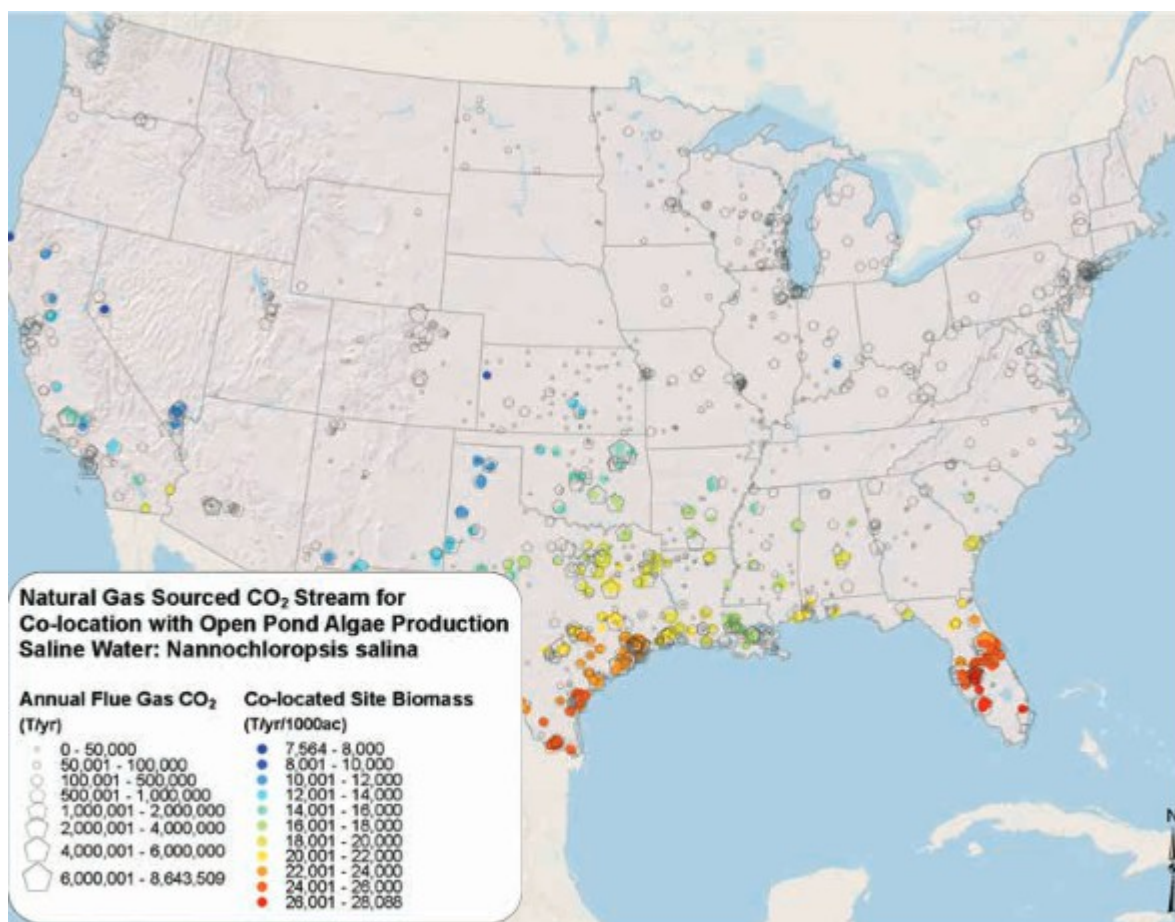 Natural Gas Sourced CO₂ Stream for
Co-location with Open Pond Algae Production
Saline Water: Nannochloropsis salina
Annual Flue Gas CO₂
(T/yr)
0 - 50,000
50,001 - 100,000
100,001 - 500,000
500,001 - 1,000,000
1,000,001 - 2,000,000
2,000,001 - 4,000,000
4,000,001 - 6,000,000
6,000,001 - 8,643,509
Co-located Site Biomass
(T/yr/1000ac)
7,564 - 8,000
8,001 - 10,000
10,001 - 12,000
12,001 - 14,000
14,001 - 16,000
16,001 - 18,000
18,001 - 20,000
20,001 - 22,000
22,001 - 24,000
24,001 - 26,000
26,001 - 28,088
N